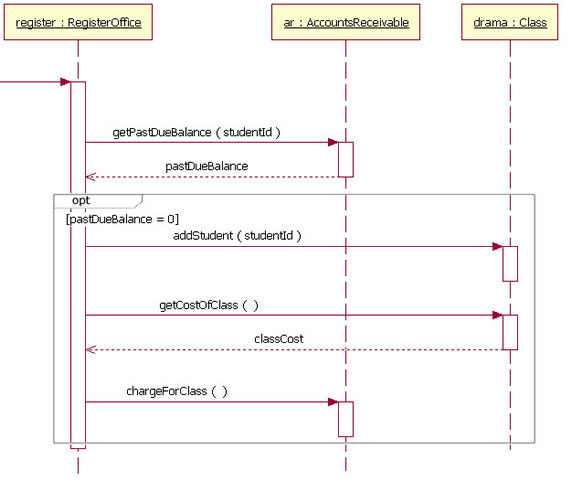 register : RegisterOffice
ar : AccountsReceivable
drama : Class
getPastDueBalance ( studentId )
pastDueBalance
opt
[pastDueBalance = 0]
addStudent ( studentId )
getCostOfClass (  )
classCost
chargeForClass (  )